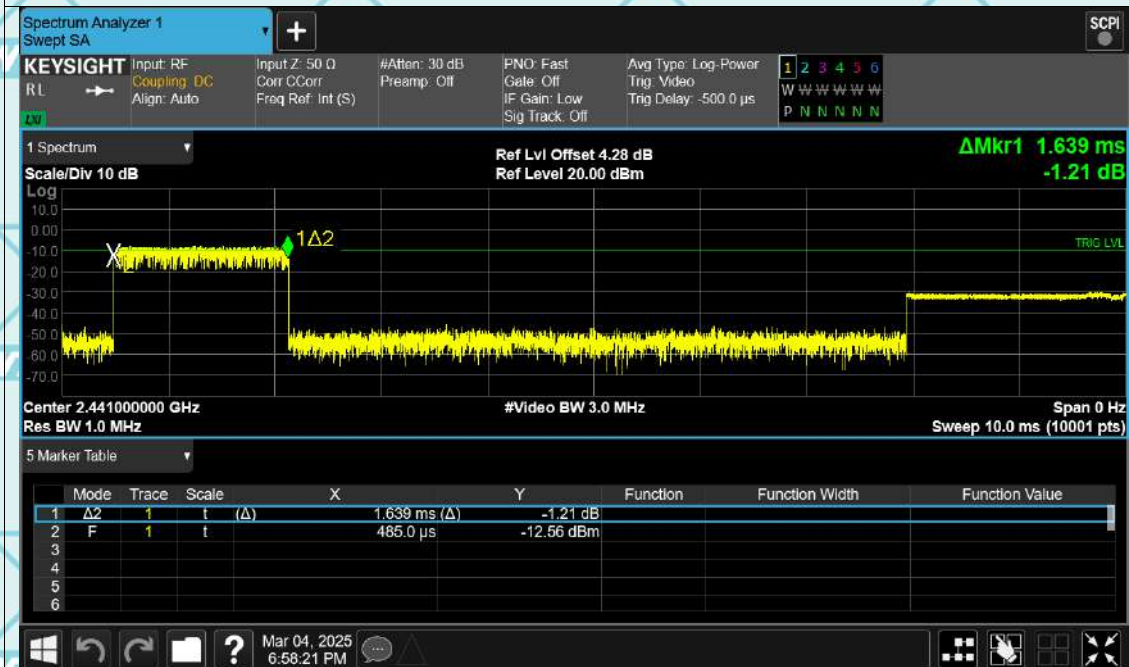 Spectrum Analyzer 1
Swept SA
+
SCPI
KEYSIGHT Input: RF Input Z: 50 Ω #Atten: 30 dB PNO: Fast Avg Type: Log-Power 1 2 3 4 5 6
RL Coupling: DC Corr CCorr Preamp: Off Gate: Off Trig: Video W W W W W W
Align: Auto Freq Ref: Int (S) IF Gain: Low Trig Delay: -500.0 µs P N N N N N
LXI Sig Track: Off
1 Spectrum Ref Lvl Offset 4.28 dB ΔMkr1 1.639 ms
Scale/Div 10 dB Ref Level 20.00 dBm -1.21 dB
Log
10.0
0.00
1Δ2
-10.0 TRIG LVL
X
2
-20.0
-30.0
-40.0
-50.0
-60.0
-70.0
Center 2.441000000 GHz #Video BW 3.0 MHz Span 0 Hz
Res BW 1.0 MHz Sweep 10.0 ms (10001 pts)
5 Marker Table
Mode Trace Scale X Y Function Function Width Function Value
1 Δ2 1 t (Δ) 1.639 ms (Δ) -1.21 dB
2 F 1 t 485.0 µs -12.56 dBm
3
4
5
6
? Mar 04, 2025
6:58:21 PM